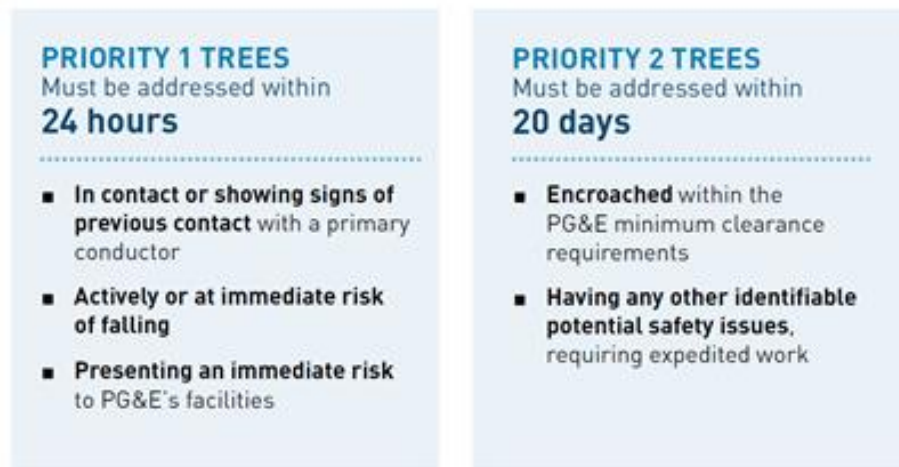 PRIORITY 1 TREES
Must be addressed within
24 hours
▪ In contact or showing signs of
previous contact with a primary
conductor
▪ Actively or at immediate risk
of falling
▪ Presenting an immediate risk
to PG&E's facilities
PRIORITY 2 TREES
Must be addressed within
20 days
▪ Encroached within the
PG&E minimum clearance
requirements
▪ Having any other identifiable
potential safety issues,
requiring expedited work